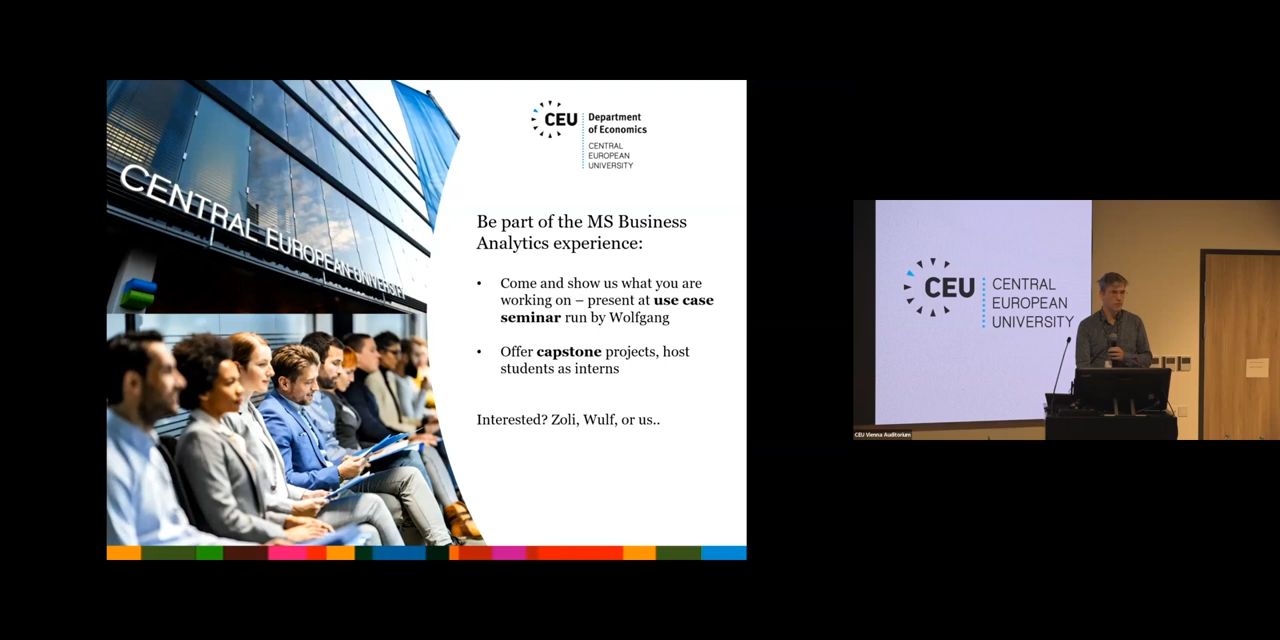 CENTRAL EUROPEAN UNIVERSITY
CEU
Department
of Economics
CENTRAL
EUROPEAN
UNIVERSITY
Be part of the MS Business
Analytics experience:
• Come and show us what you are
working on – present at use case
seminar run by Wolfgang
• Offer capstone projects, host
students as interns
Interested? Zoli, Wulf, or us..
CEU
CENTRAL
EUROPEAN
UNIVERSITY
CEU Vienna Auditorium